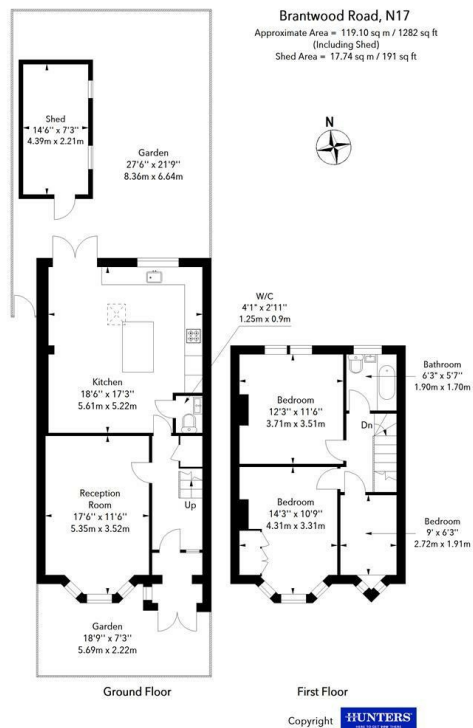 Brantwood Road, N17
Approximate Area = 119.10 sq m / 1282 sq ft
(Including Shed)
Shed Area = 17.74 sq m / 191 sq ft
N
Shed
14'6'' x 7'3''
4.39m x 2.21m
Garden
27'6'' x 21'9''
8.36m x 6.64m
W/C
4'1" x 2'11'
1.25m x 0.9m
Kitchen
18'6'' x 17'3''
5.61m x 5.22m
Reception
Room
17'6'' x 11'6''
5.35m x 3.52m
Up
Garden
18'9'' x 7'3''
5.69m x 2.22m
Ground Floor
Bathroom
6'3" x 5'7''
1.90m x 1.70m
Bedroom
12'3'' x 11'6''
3.71m x 3.51m
Dn
Bedroom
14'3'' x 10'9''
4.31m x 3.31m
Bedroom
9' x 6'3''
2.72m x 1.91m
First Floor
Copyright HUNTERS